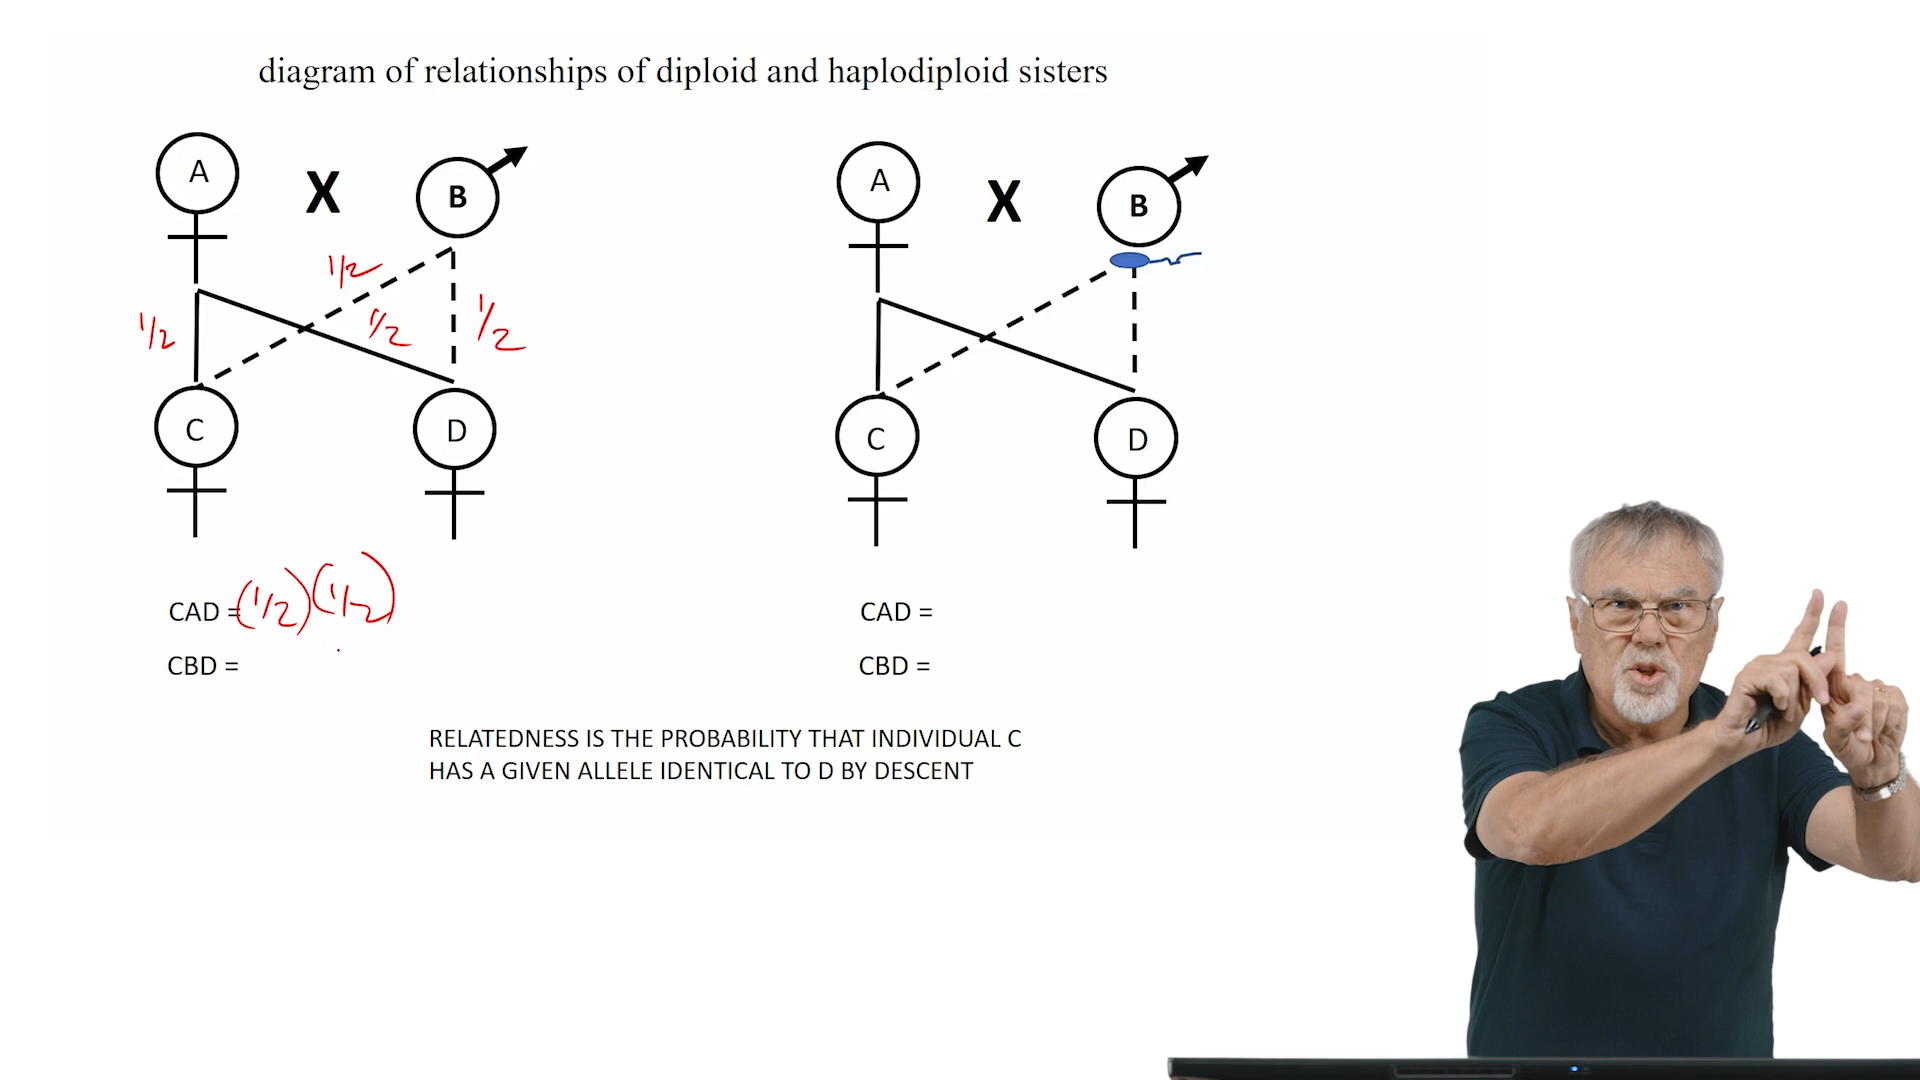 diagram of relationships of diploid and haplodiploid sisters
A X B
1/2 1/2 1/2 1/2
C D
CAD = (1/2)(1/2)
CBD =
A X B
C D
CAD =
CBD =
RELATEDNESS IS THE PROBABILITY THAT INDIVIDUAL C
HAS A GIVEN ALLELE IDENTICAL TO D BY DESCENT